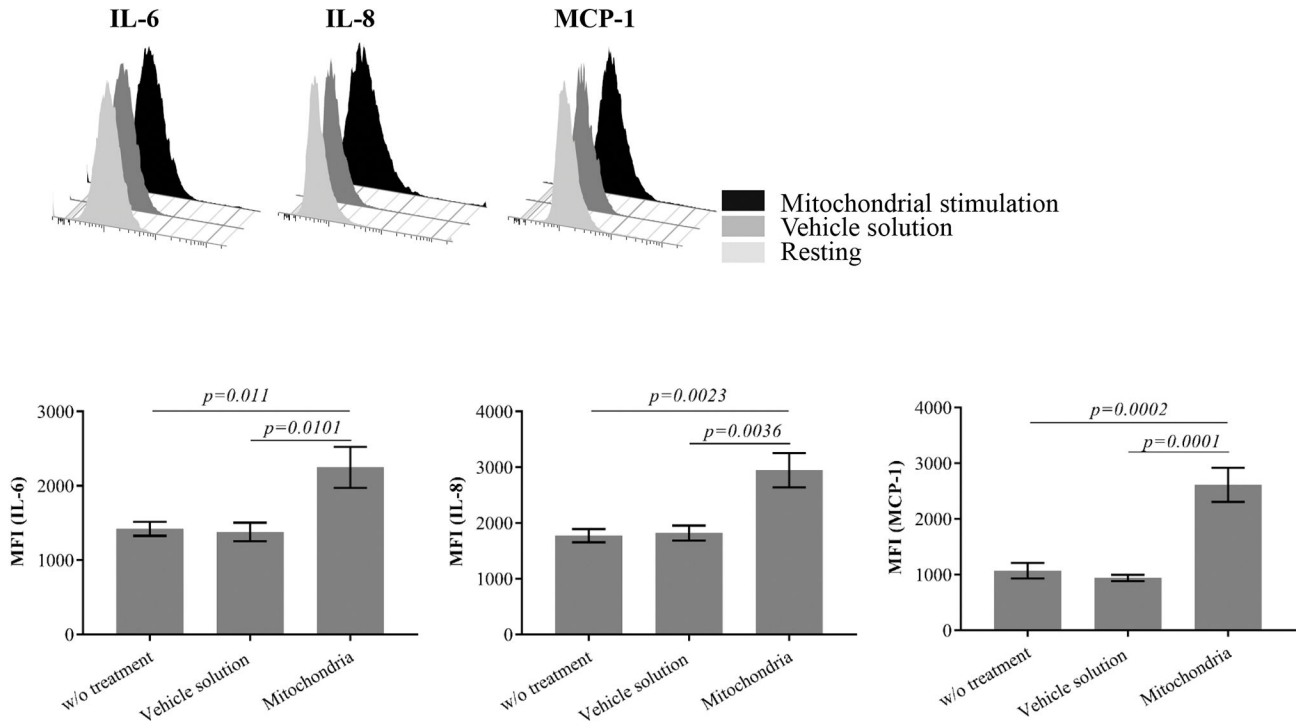 IL-6
IL-8
MCP-1
Mitochondrial stimulation
Vehicle solution
Resting
p=0.011
p=0.0101
3000
2000
1000
0
MFI (IL-6)
w/o treatment
Vehicle solution
Mitochondria
p=0.0023
p=0.0036
4000
3000
2000
1000
0
MFI (IL-8)
w/o treatment
Vehicle solution
Mitochondria
p=0.0002
p=0.0001
4000
3000
2000
1000
0
MFI (MCP-1)
w/o treatment
Vehicle solution
Mitochondria